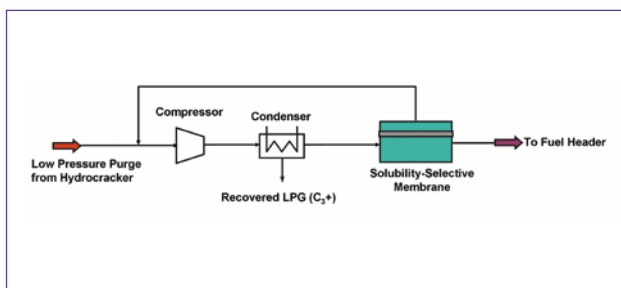 Compressor
Condenser
Low Pressure Purge
from Hydrocracker
To Fuel Header
Solubility-Selective
Membrane
Recovered LPG (C₃+)